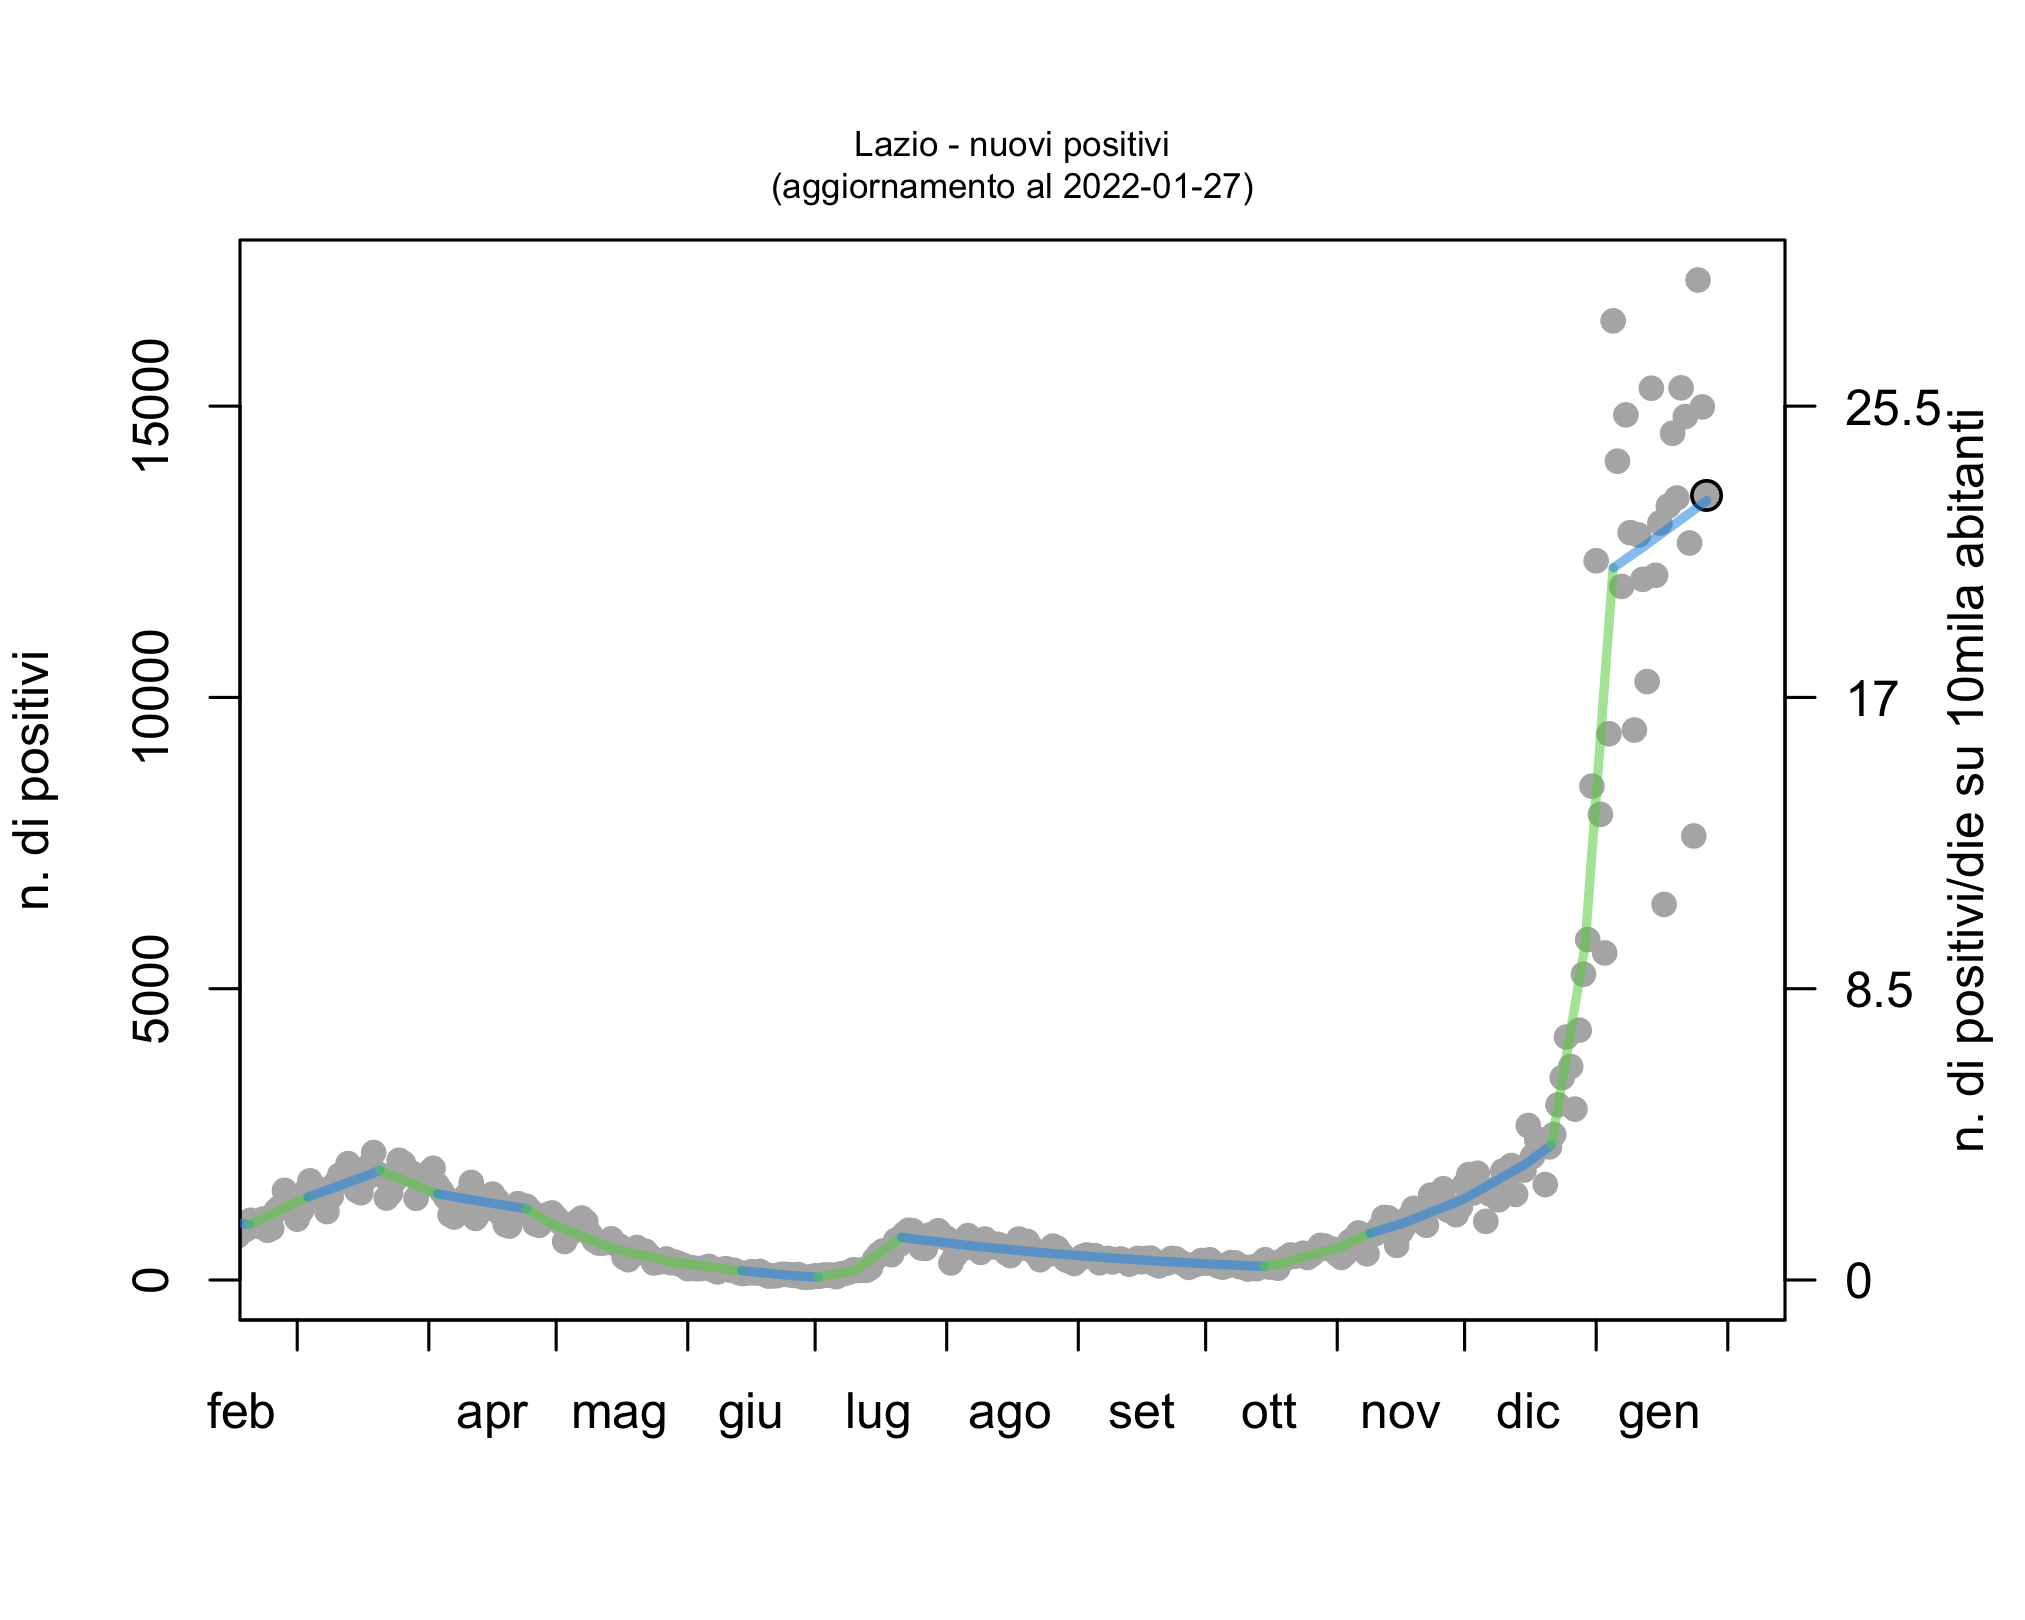 Lazio - nuovi positivi
(aggiornamento al 2022-01-27)
n. di positivi
15000
10000
5000
0
25.5
17
8.5
0
n. di positivi/die su 10mila abitanti
feb apr mag giu lug ago set ott nov dic gen